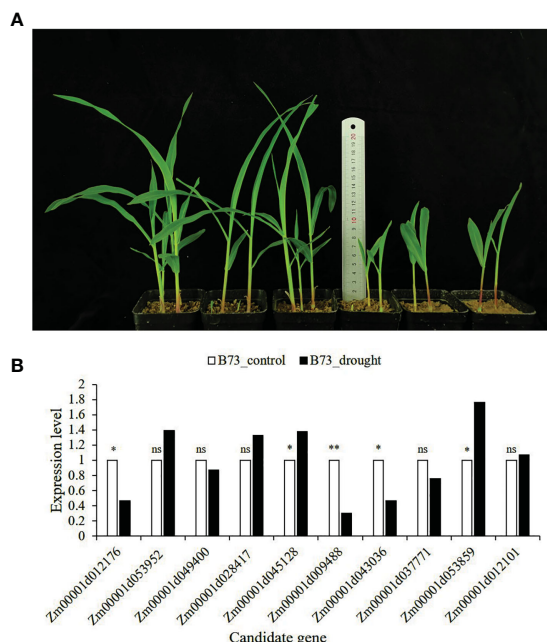 A
B
□B73_control ■B73_drought
2
1.8
1.6
1.4
1.2
1
0.8
0.6
0.4
0.2
0
Expression level
* ns ns ns * ** * ns * ns
Zm00001d012176
Zm00001d053952
Zm00001d049400
Zm00001d028417
Zm00001d045128
Zm00001d009488
Zm00001d043036
Zm00001d037771
Zm00001d053859
Zm00001d012101
Candidate gene